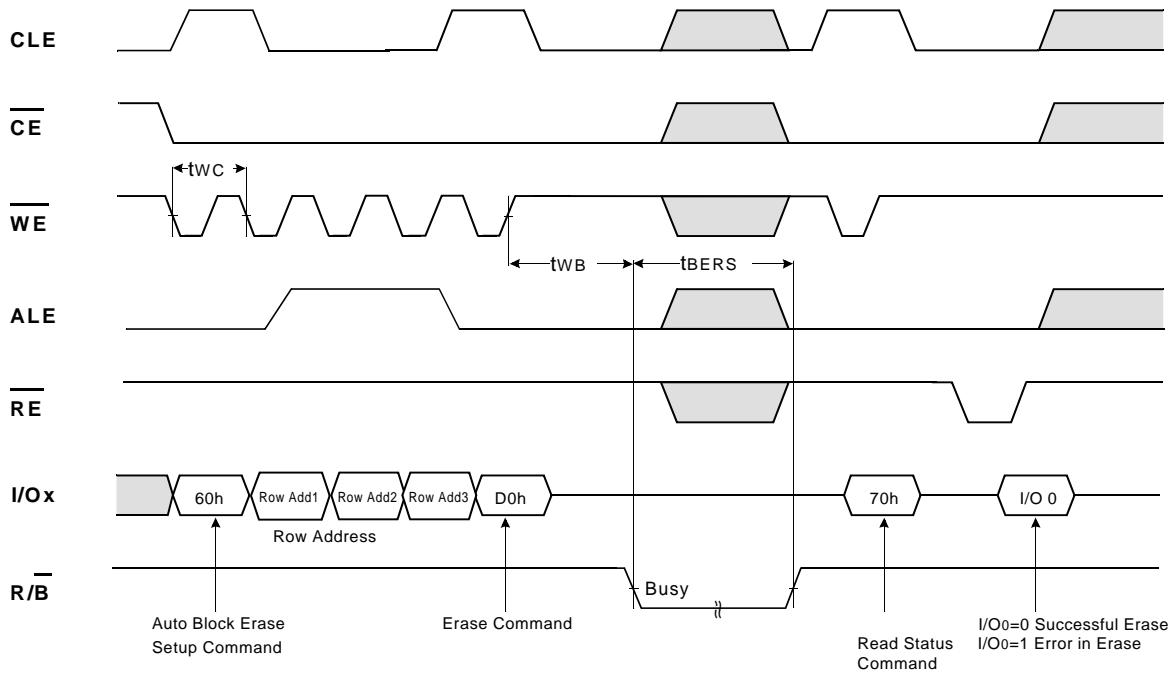 CLE
CE
tWC
WE
tWB
tBERS
ALE
RE
I/Ox
60h
Row Add1
Row Add2
Row Add3
D0h
70h
I/O 0
Row Address
R/B
Busy
Auto Block Erase
Setup Command
Erase Command
Read Status
Command
I/O0=0 Successful Erase
I/O0=1 Error in Erase